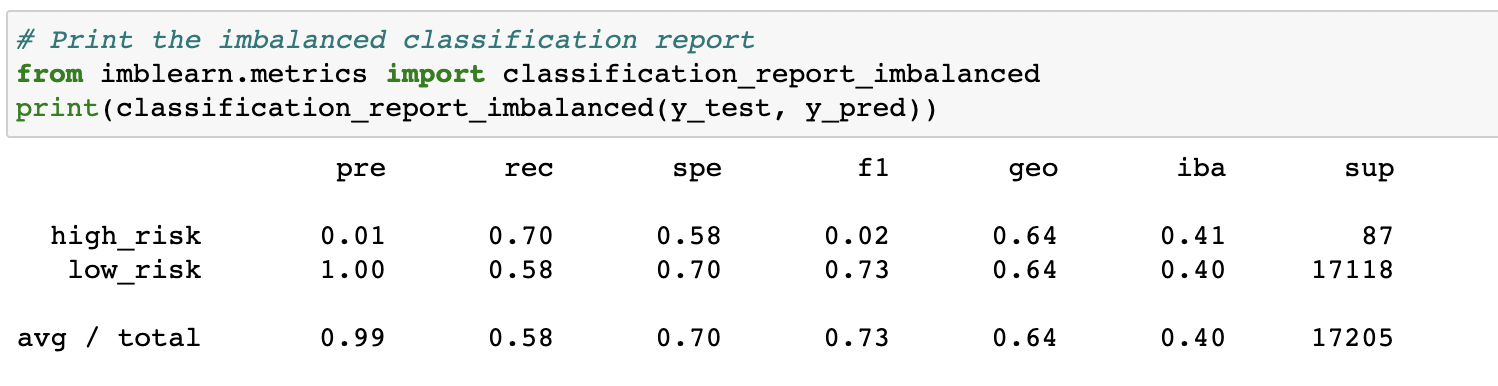 # Print the imbalanced classification report
from imblearn.metrics import classification_report_imbalanced
print(classification_report_imbalanced(y_test, y_pred))
pre rec spe f1 geo iba sup
high_risk 0.01 0.70 0.58 0.02 0.64 0.41 87
low_risk 1.00 0.58 0.70 0.73 0.64 0.40 17118
avg / total 0.99 0.58 0.70 0.73 0.64 0.40 17205